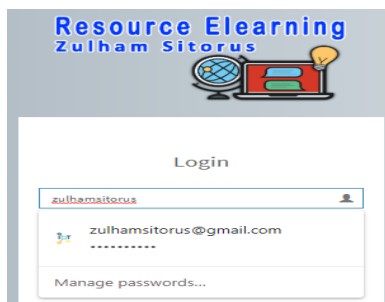 Resource Elearning
Zulham Sitorus
Login
zulhamsitorus
zulhamsitorus@gmail.com
••••••••••
Manage passwords...